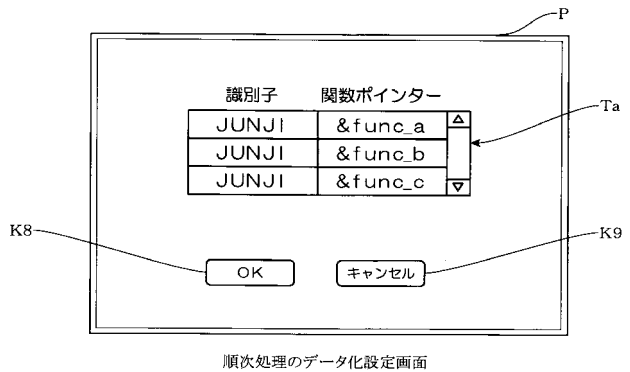 P
識別子 関数ポインター
JUNJI &func_a
Ta
JUNJI &func_b
JUNJI &func_c
K8
K9
OK キャンセル
順次処理のデータ化設定画面